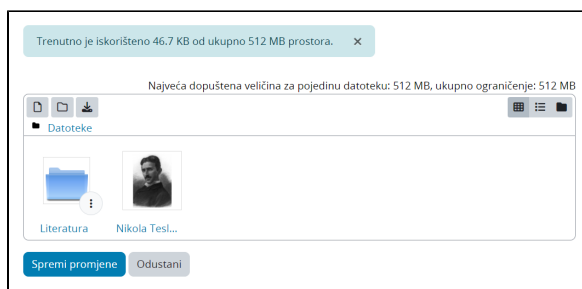 Trenutno je iskorišteno 46.7 KB od ukupno 512 MB prostora. ×
Najveća dopuštena veličina za pojedinu datoteku: 512 MB, ukupno ograničenje: 512 MB
Datoteke
Literatura Nikola Tesl...
Spremi promjene Odustani